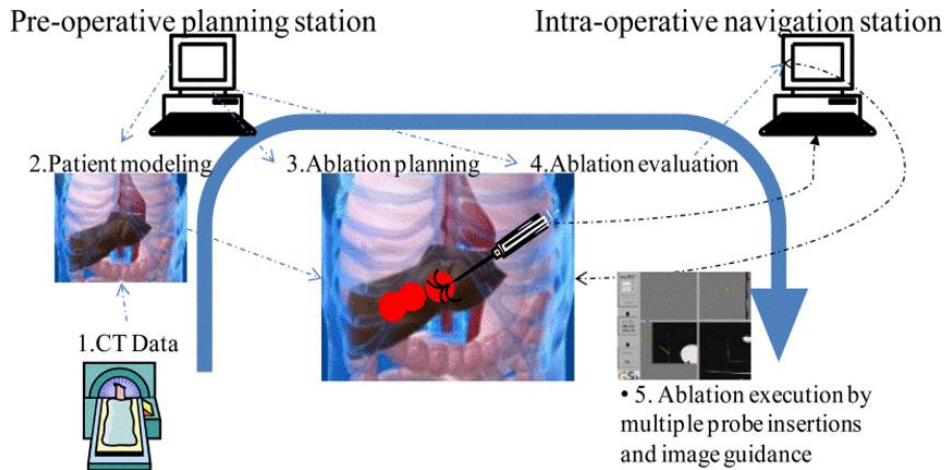 Pre-operative planning station
Intra-operative navigation station
2.Patient modeling
3.Ablation planning
4.Ablation evaluation
1.CT Data
• 5. Ablation execution by
multiple probe insertions
and image guidance